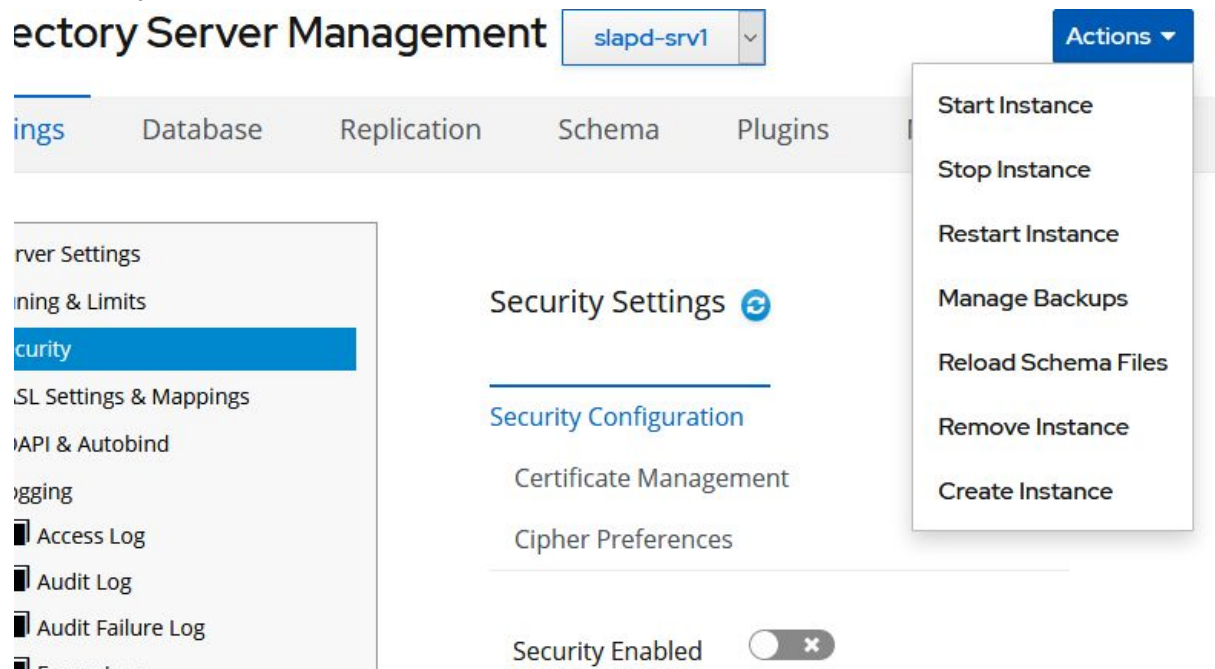 ectory Server Management slapd-srv1 Actions
ings Database Replication Schema Plugins
Start Instance
Stop Instance
Restart Instance
Manage Backups
Reload Schema Files
Remove Instance
Create Instance
rver Settings
ning & Limits
curity
SL Settings & Mappings
API & Autobind
gging
Access Log
Audit Log
Audit Failure Log
Security Settings
Security Configuration
Certificate Management
Cipher Preferences
Security Enabled